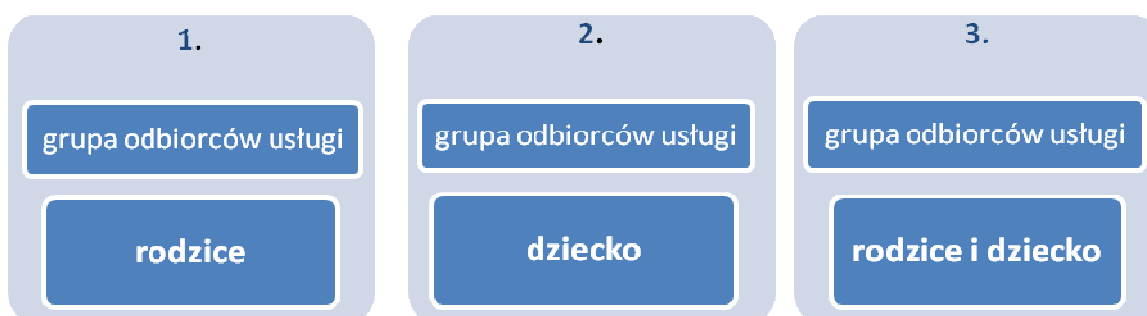 1.
grupa odbiorców usługi
rodzice
2.
grupa odbiorców usługi
dziecko
3.
grupa odbiorców usługi
rodzice i dziecko